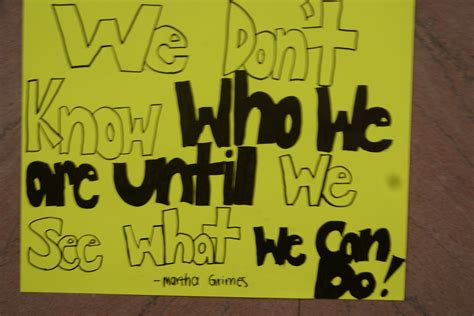 We Don't
Know Who We
are until We
See what We Can
Do!
-Martha Grimes